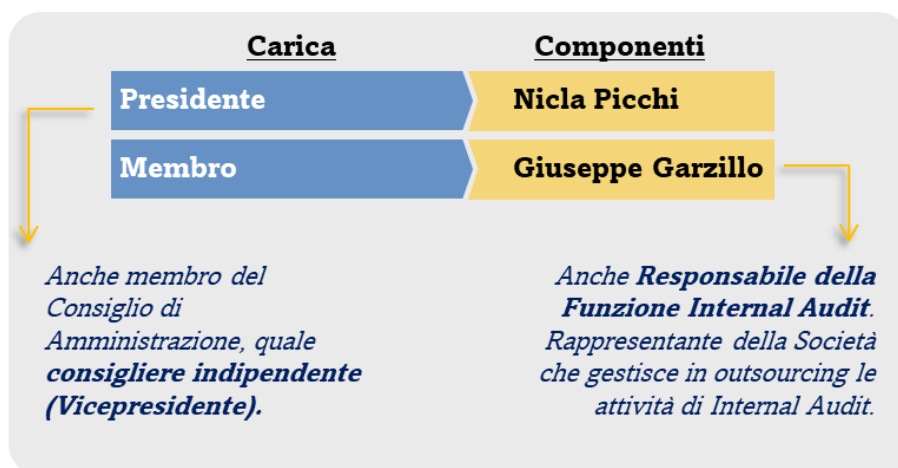 Carica Componenti
Presidente Nicla Picchi
Membro Giuseppe Garzillo
Anche membro del
Consiglio di
Amministrazione, quale
consigliere indipendente
(Vicepresidente).
Anche Responsabile della
Funzione Internal Audit.
Rappresentante della Società
che gestisce in outsourcing le
attività di Internal Audit.